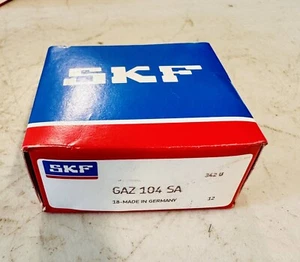 SKF
SKF
342 U
GAZ 104 SA
18-MADE IN GERMANY 12